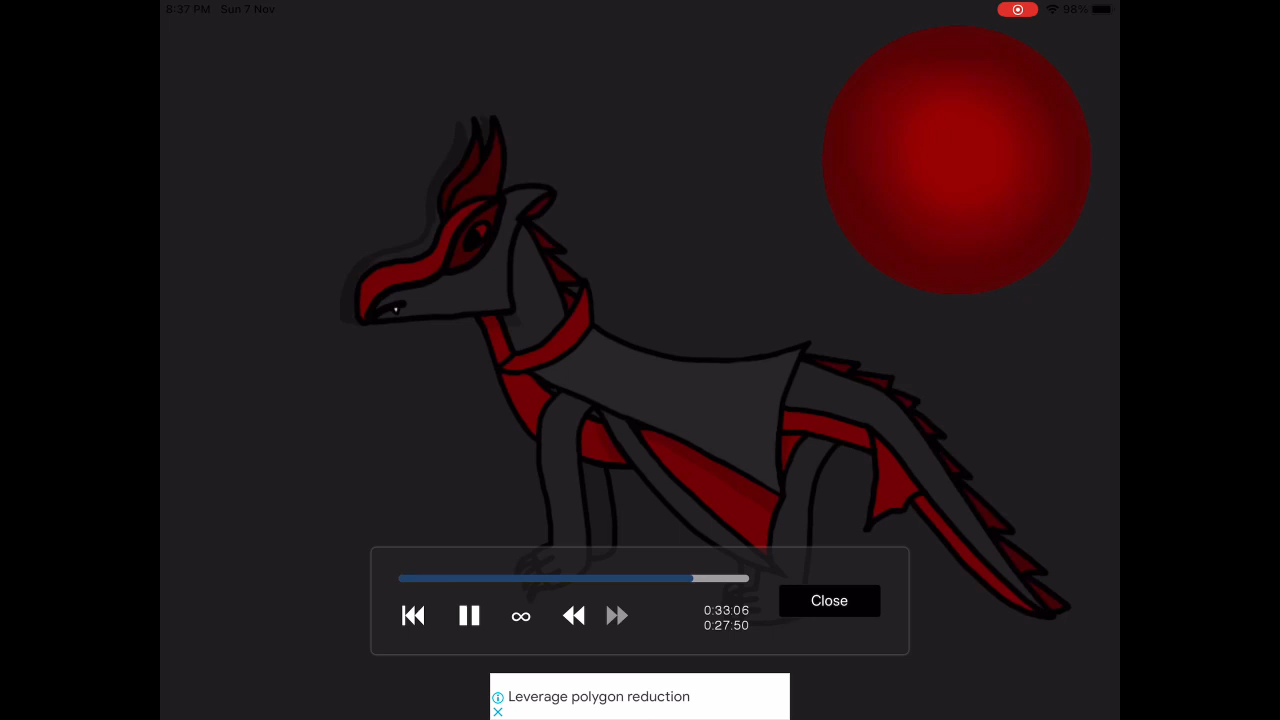 8:37 PM Sun 7 Nov
98%
0:33:06
0:27:50
Close
Leverage polygon reduction